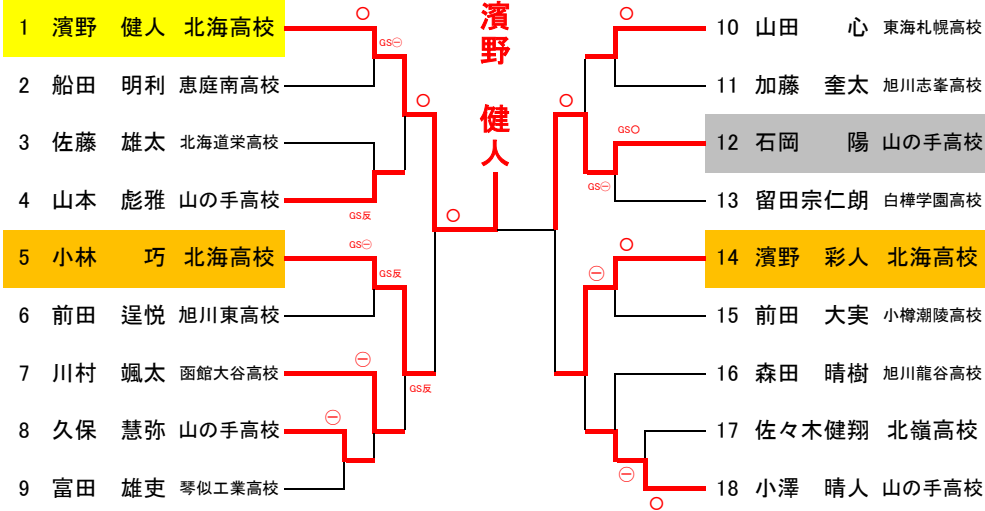 濱野 健人
1 濱野 健人 北海高校
2 船田 明利 恵庭南高校
3 佐藤 雄太 北海道栄高校
4 山本 彪雅 山の手高校
5 小林 巧 北海高校
6 前田 逞悦 旭川東高校
7 川村 颯太 函館大谷高校
8 久保 慧弥 山の手高校
9 富田 雄吏 琴似工業高校
○
GS㊀
○
GS反
○
GS㊀
GS反
㊀
GS反
㊀
10 山田 心 東海札幌高校
11 加藤 奎太 旭川志峯高校
12 石岡 陽 山の手高校
13 留田宗仁朗 白樺学園高校
14 濱野 彩人 北海高校
15 前田 大実 小樽潮陵高校
16 森田 晴樹 旭川龍谷高校
17 佐々木健翔 北嶺高校
18 小澤 晴人 山の手高校
○
○
GS○
GS㊀
○
㊀
㊀
○